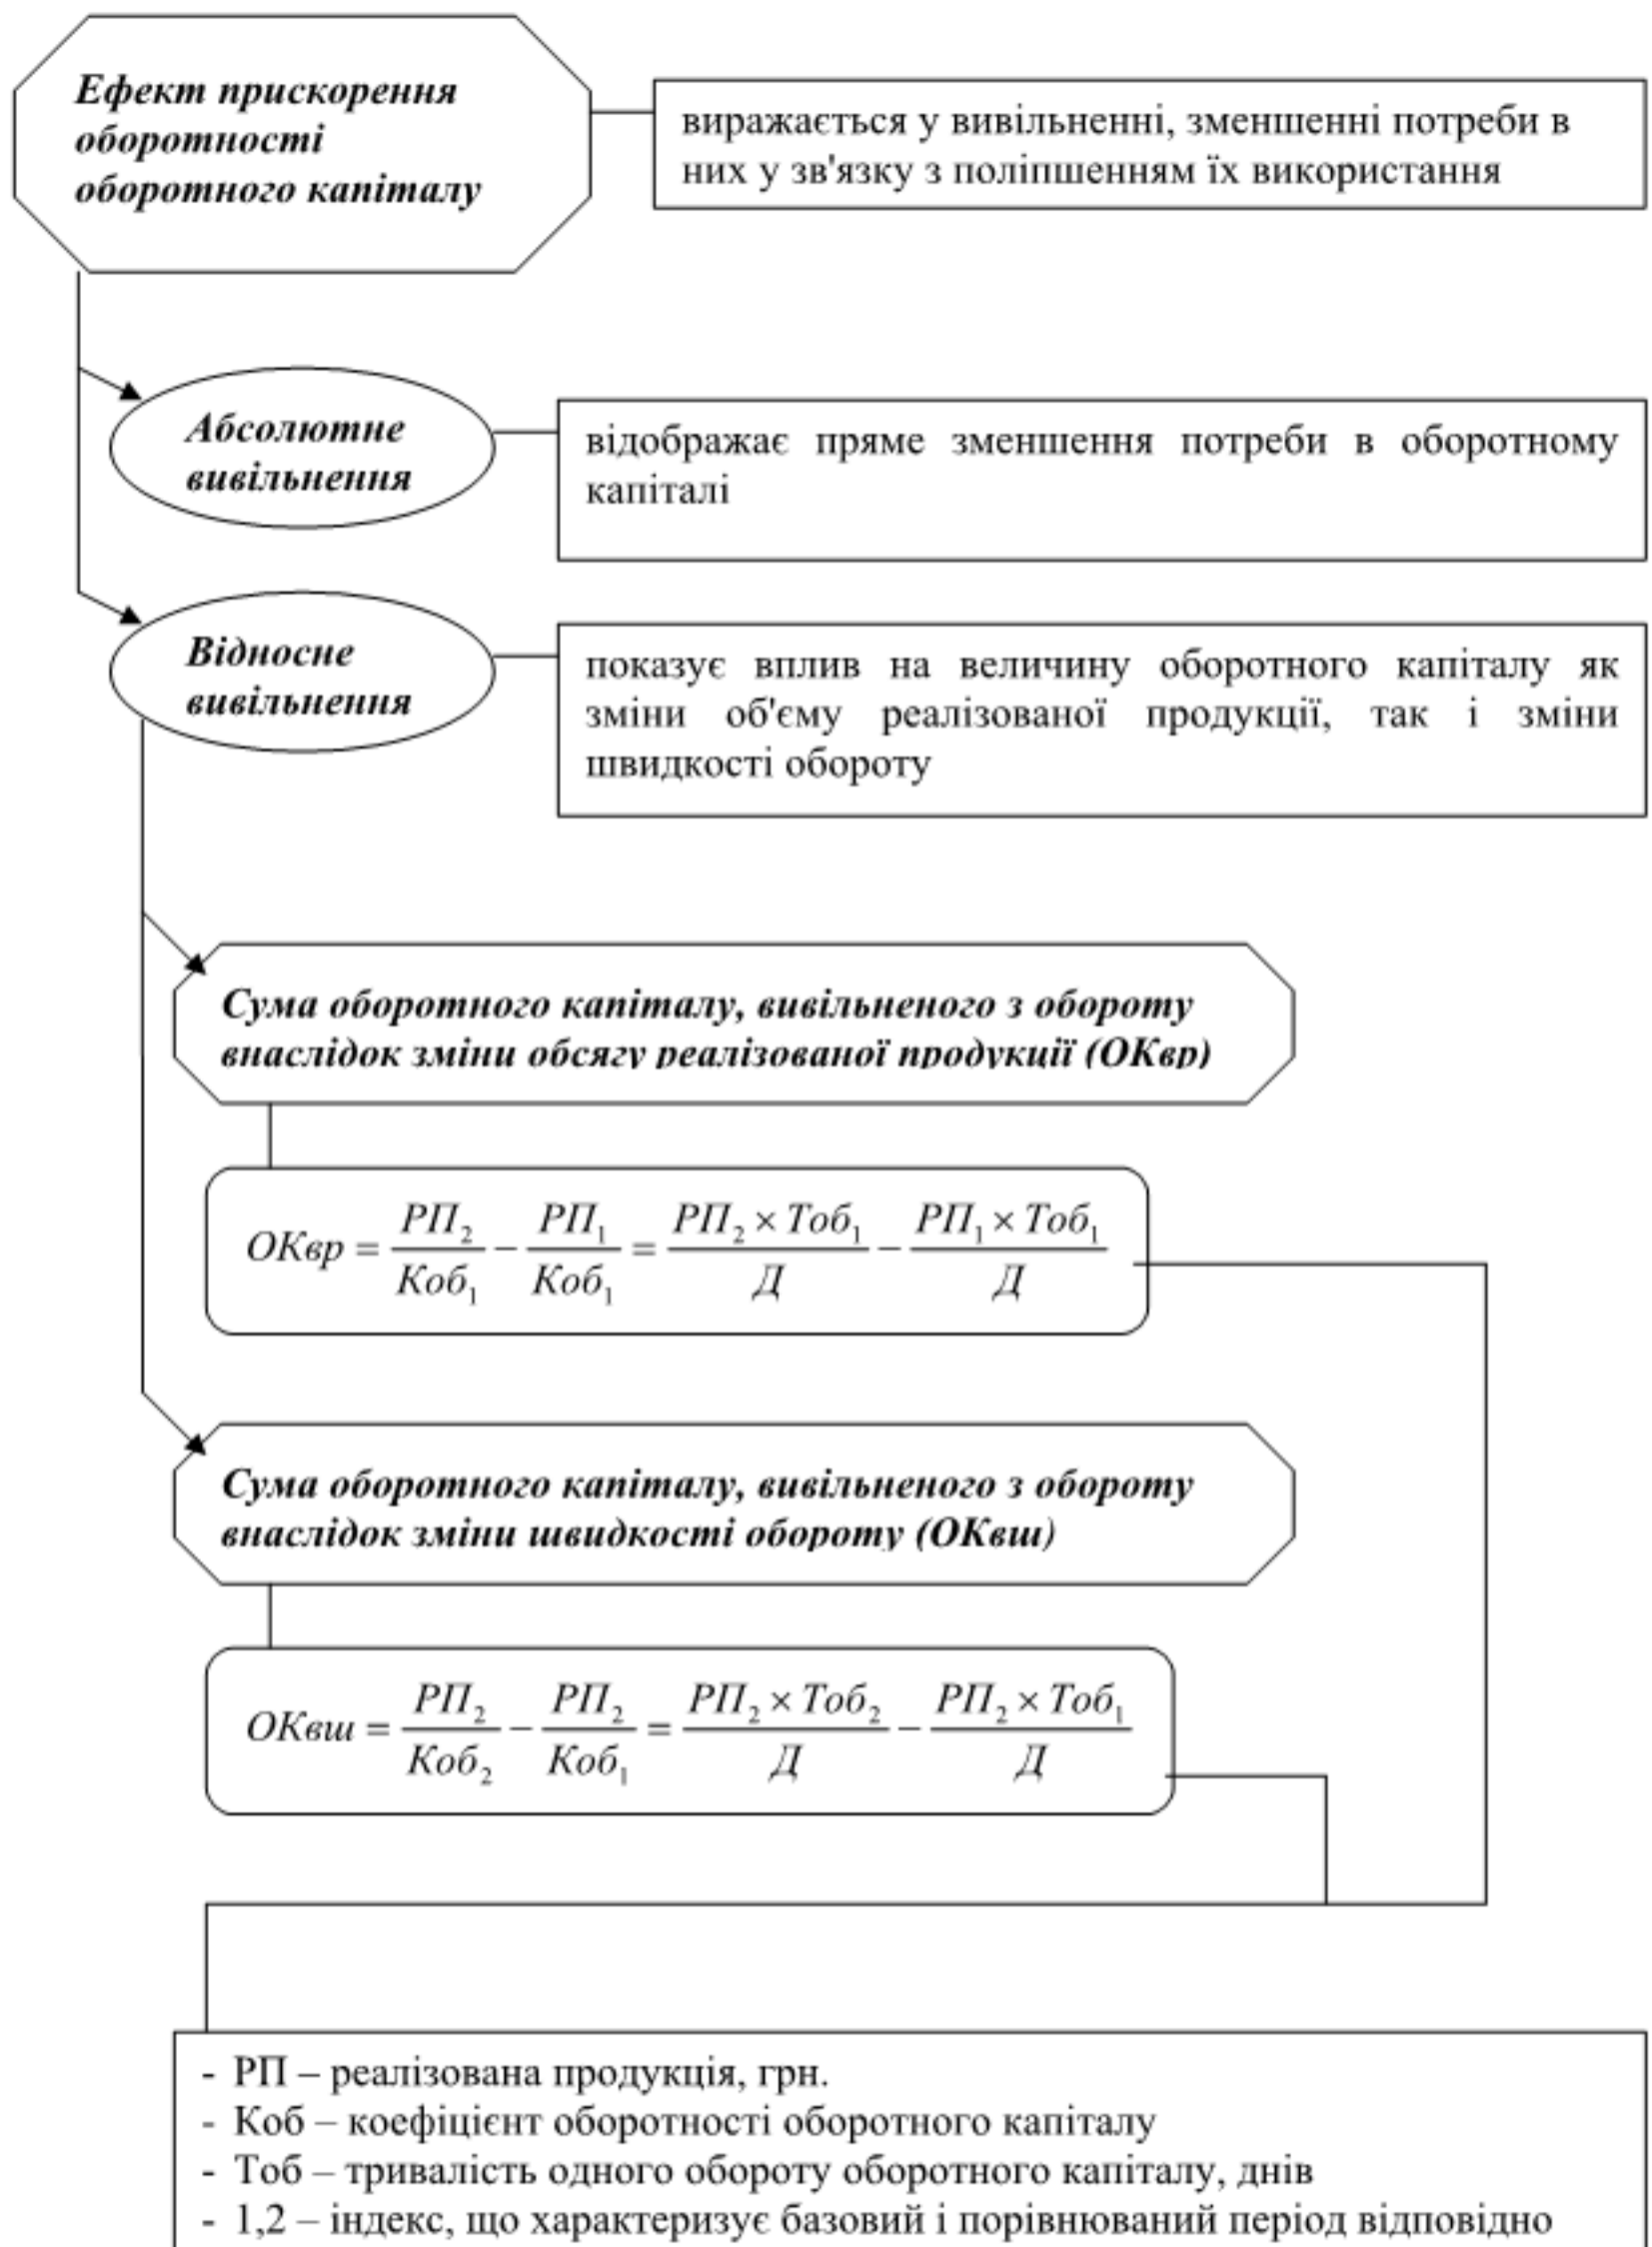 Ефект прискорення
оборотності
оборотного капіталу
виражається у вивільненні, зменшенні потреби в
них у зв'язку з поліпшенням їх використання
Абсолютне
вивільнення
відображає пряме зменшення потреби в оборотному
капіталі
Відносне
вивільнення
показує вплив на величину оборотного капіталу як
зміни об'єму реалізованої продукції, так і зміни
швидкості обороту
Сума оборотного капіталу, вивільненого з обороту
внаслідок зміни обсягу реалізованої продукції (ОКвр)
ОКвр = РП₂/Коб₁ − РП₁/Коб₁ = РП₂ × Тоб₁/Д − РП₁ × Тоб₁/Д
Сума оборотного капіталу, вивільненого з обороту
внаслідок зміни швидкості обороту (ОКвш)
ОКвш = РП₂/Коб₂ − РП₂/Коб₁ = РП₂ × Тоб₂/Д − РП₂ × Тоб₁/Д
- РП – реалізована продукція, грн.
- Коб – коефіцієнт оборотності оборотного капіталу
- Тоб – тривалість одного обороту оборотного капіталу, днів
- 1,2 – індекс, що характеризує базовий і порівнюваний період відповідно